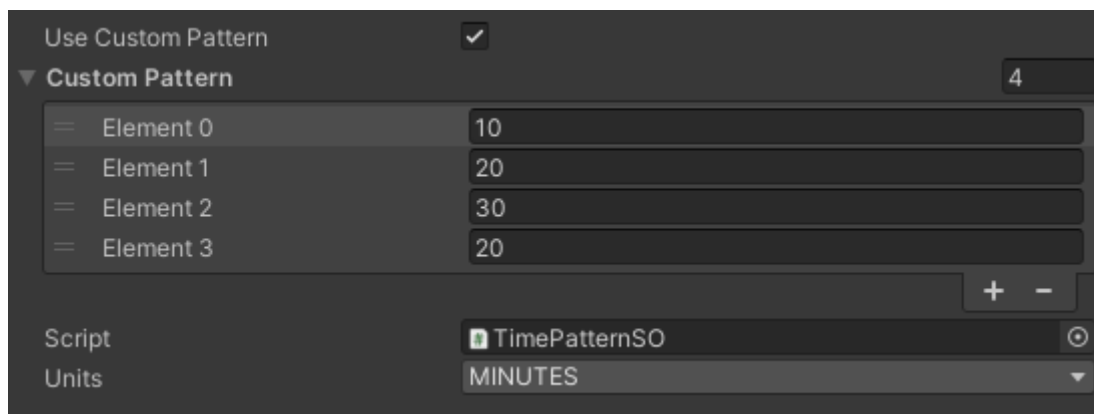 Use Custom Pattern
Custom Pattern 4
Element 0 10
Element 1 20
Element 2 30
Element 3 20
+ -
Script # TimePatternSO
Units MINUTES